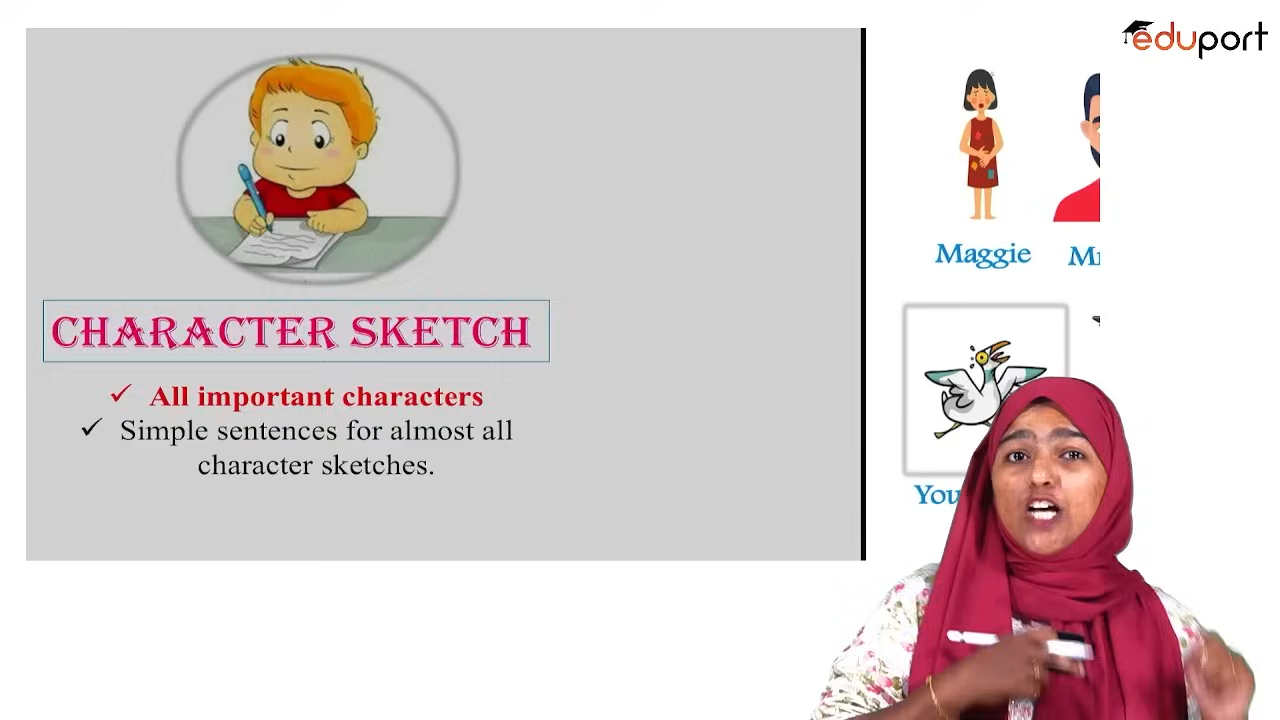 eduport
Maggie
CHARACTER SKETCH
✓ All important characters
✓ Simple sentences for almost all
character sketches.